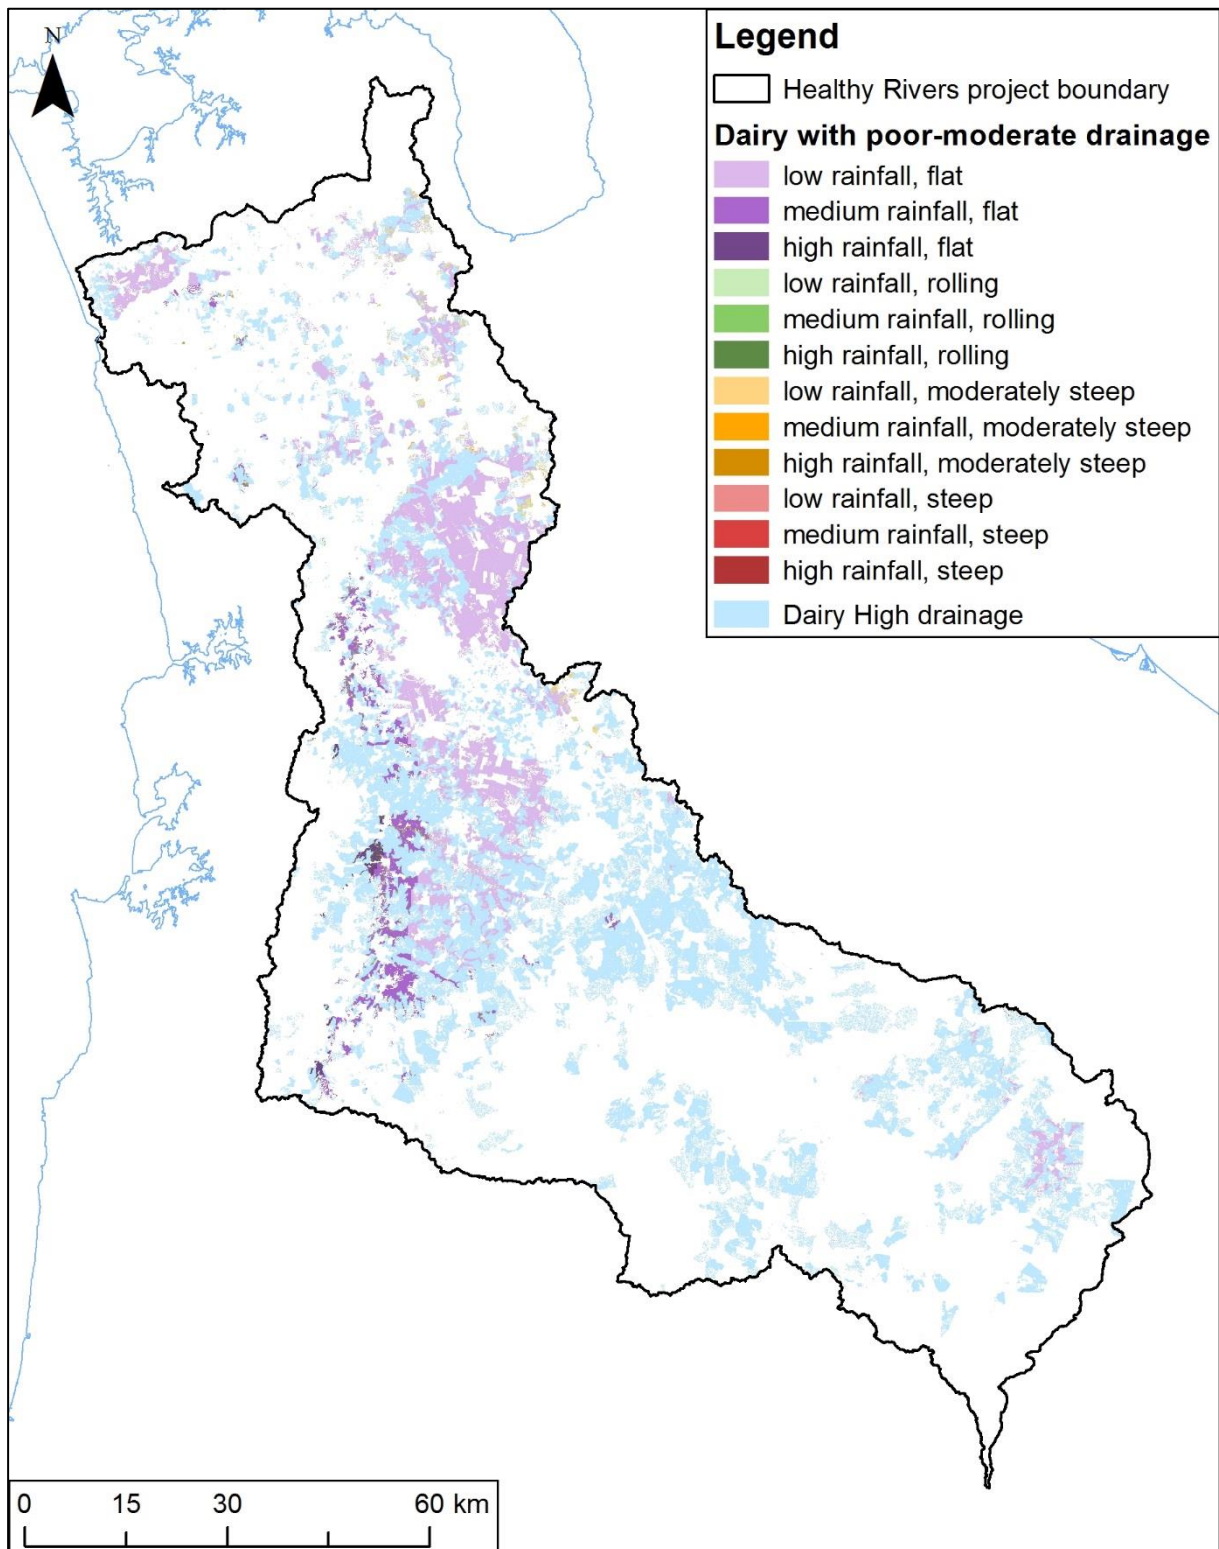 N
Legend
Healthy Rivers project boundary
Dairy with poor-moderate drainage
low rainfall, flat
medium rainfall, flat
high rainfall, flat
low rainfall, rolling
medium rainfall, rolling
high rainfall, rolling
low rainfall, moderately steep
medium rainfall, moderately steep
high rainfall, moderately steep
low rainfall, steep
medium rainfall, steep
high rainfall, steep
Dairy High drainage
0 15 30 60 km